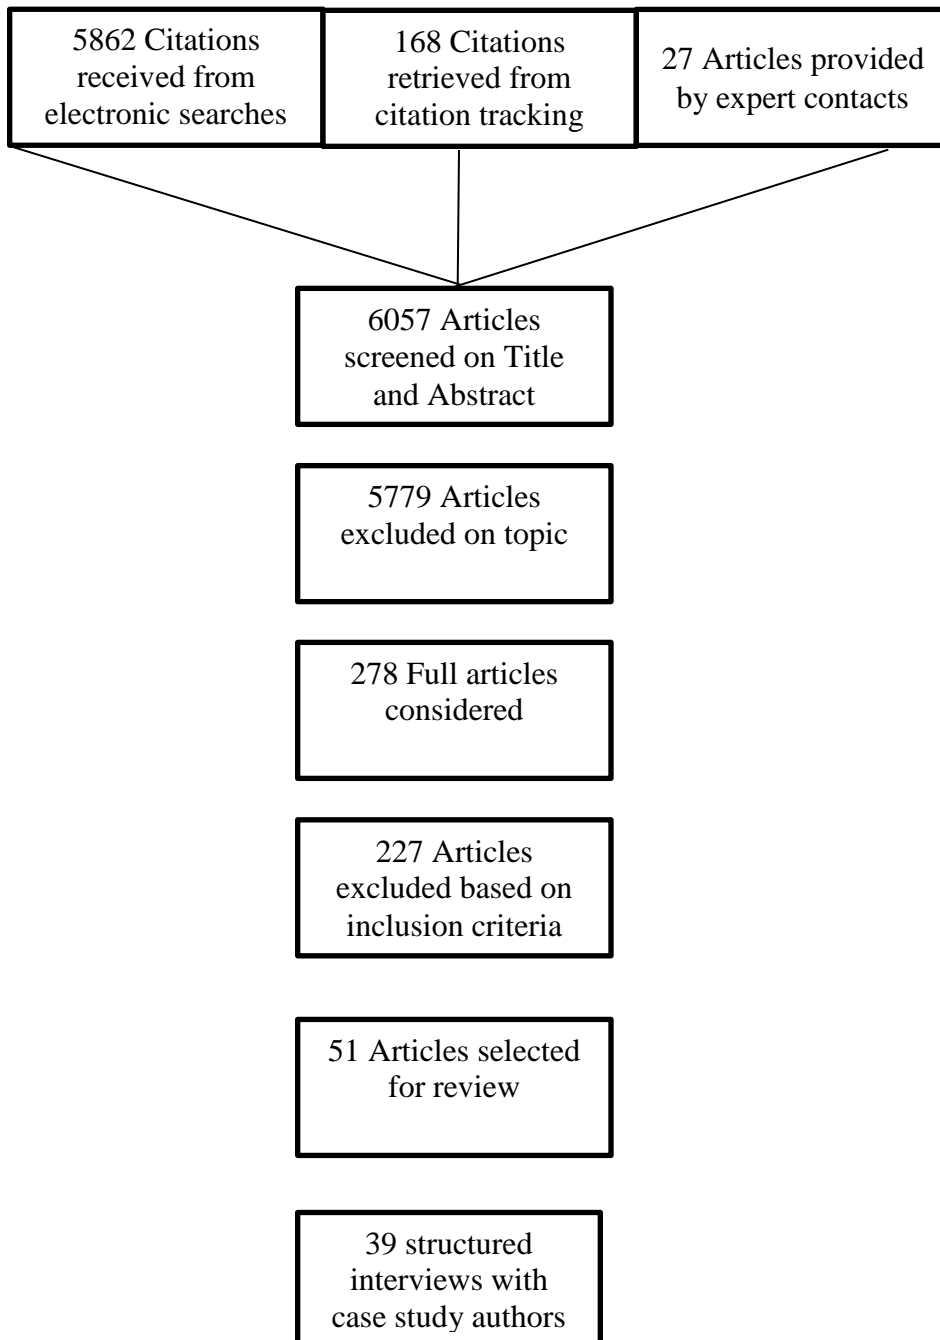 5862 Citations
received from
electronic searches
168 Citations
retrieved from
citation tracking
27 Articles provided
by expert contacts
6057 Articles
screened on Title
and Abstract
5779 Articles
excluded on topic
278 Full articles
considered
227 Articles
excluded based on
inclusion criteria
51 Articles selected
for review
39 structured
interviews with
case study authors